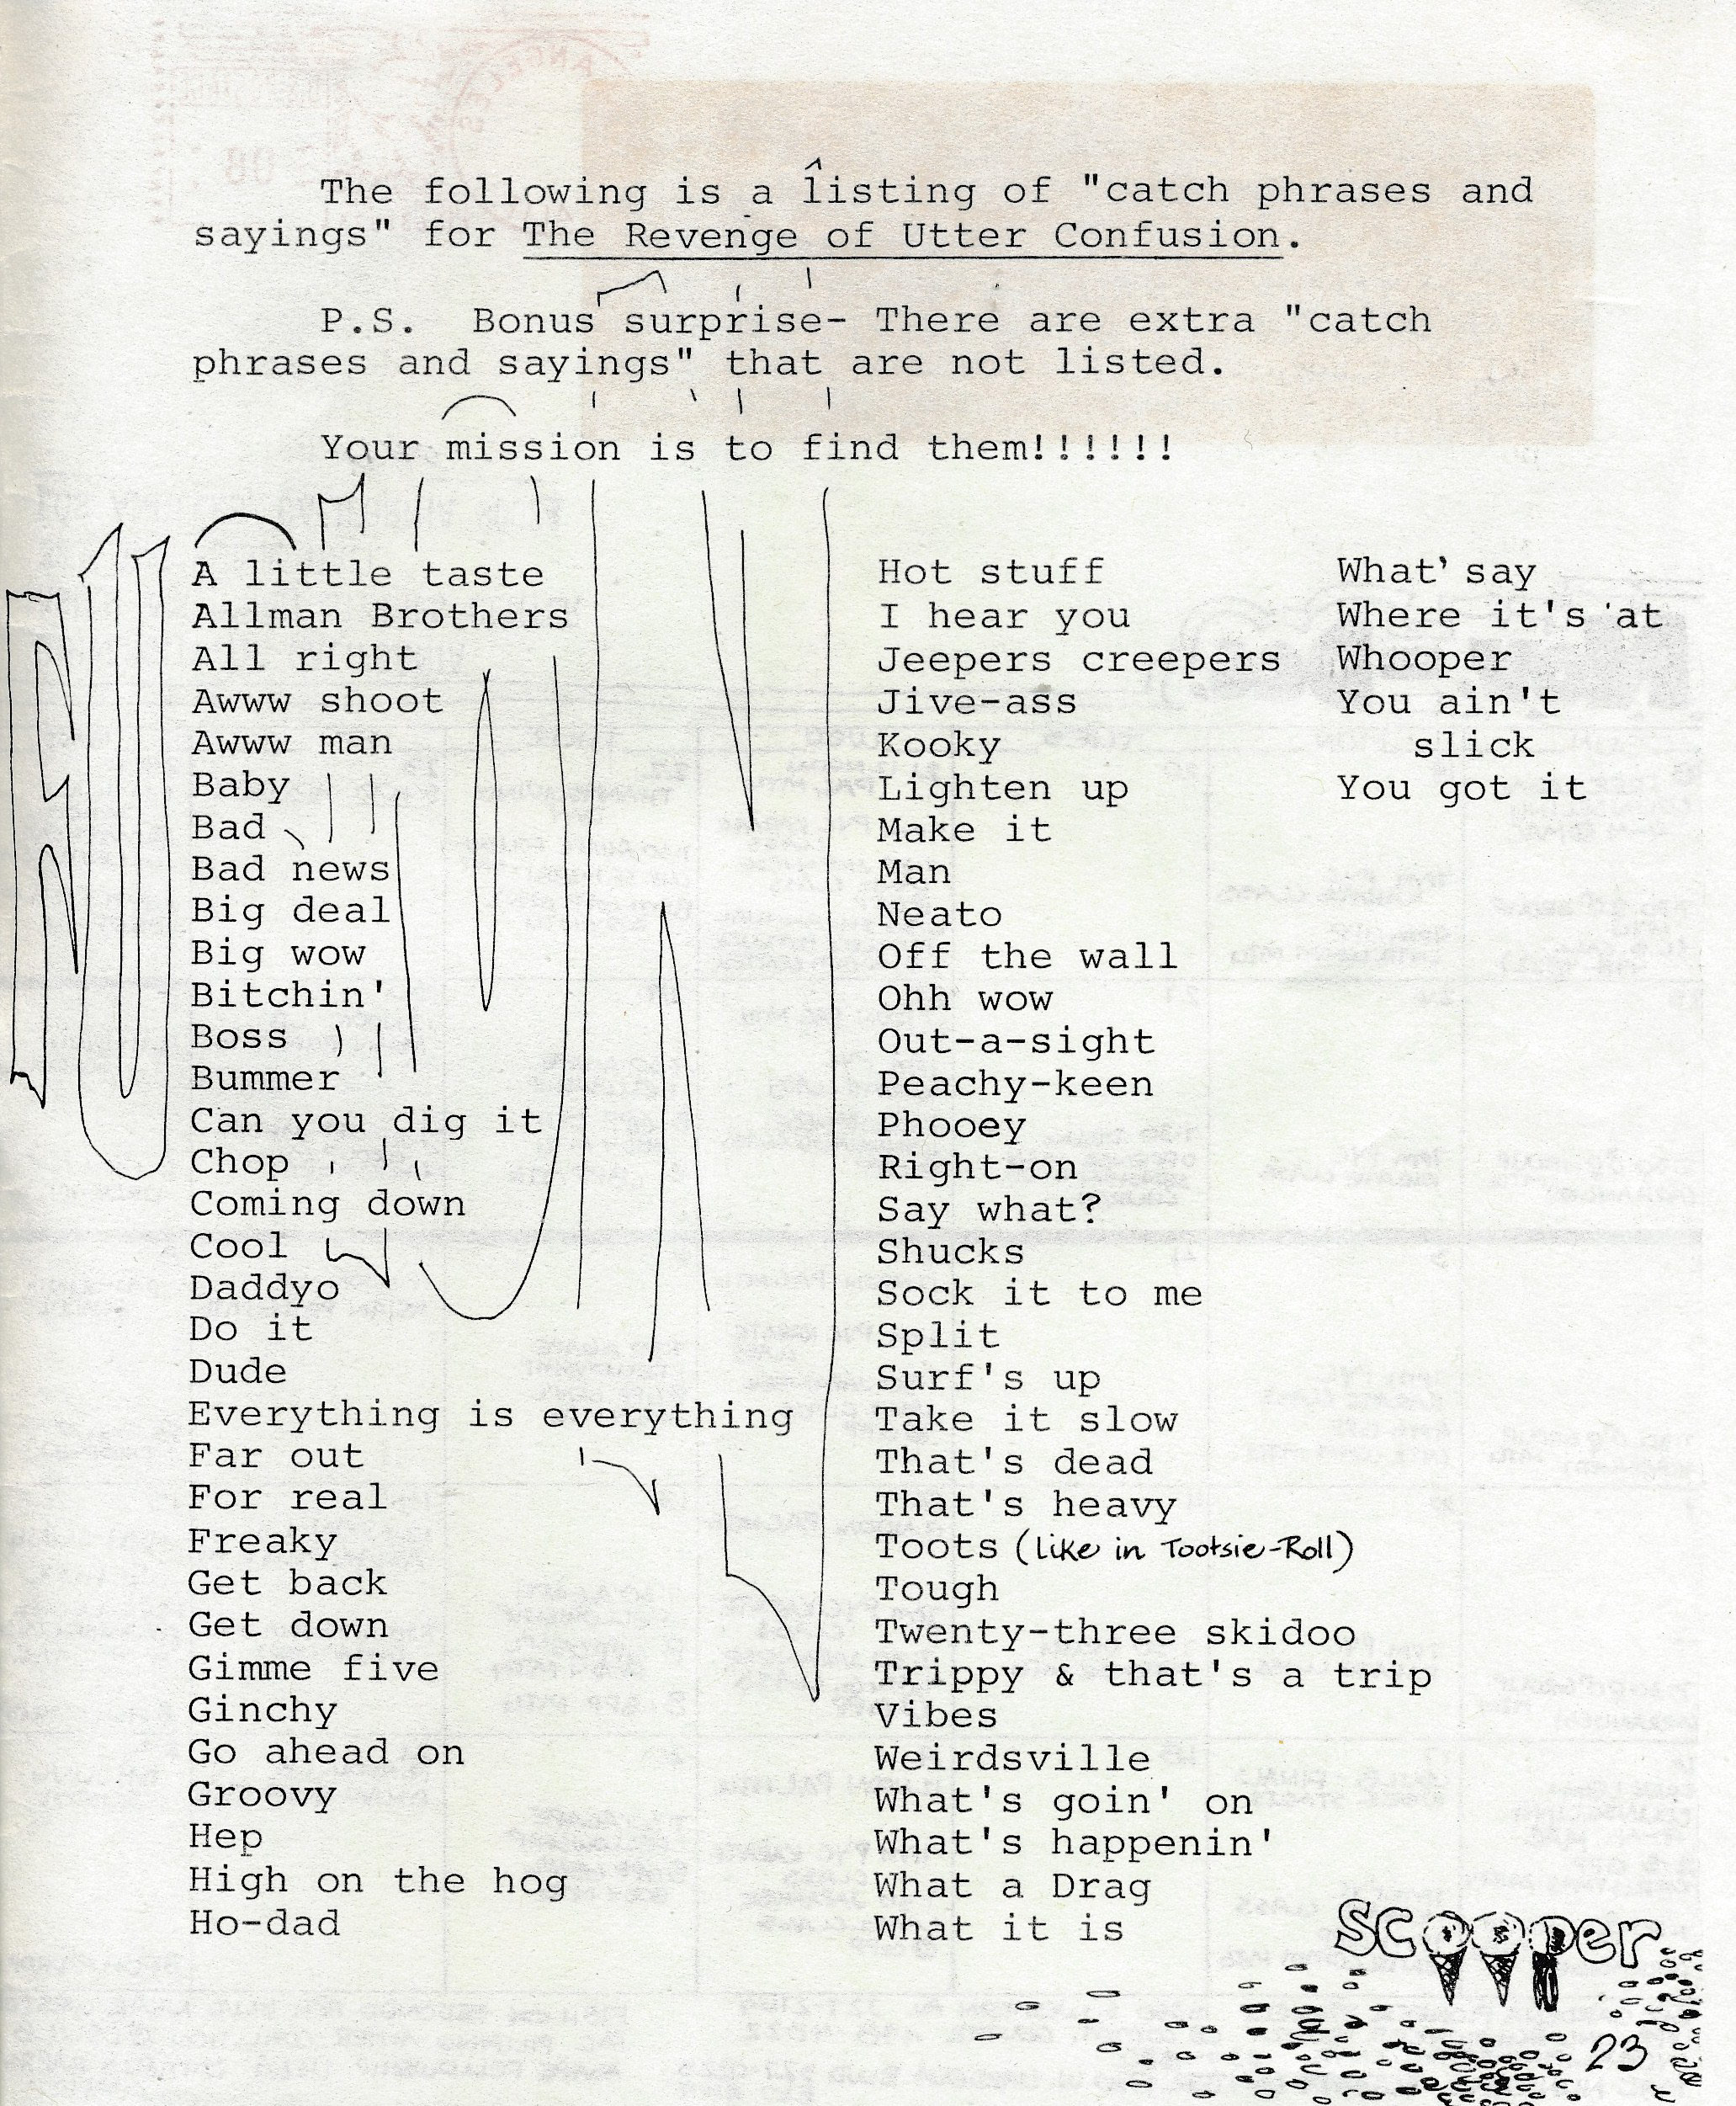 The following is a listing of "catch phrases and
sayings" for The Revenge of Utter Confusion.
P.S. Bonus surprise- There are extra "catch
phrases and sayings" that are not listed.
Your mission is to find them!!!!!!
A little taste
Allman Brothers
All right
Awww shoot
Awww man
Baby
Bad
Bad news
Big deal
Big wow
Bitchin'
Boss
Bummer
Can you dig it
Chop
Coming down
Cool
Daddyo
Do it
Dude
Everything is everything
Far out
For real
Freaky
Get back
Get down
Gimme five
Ginchy
Go ahead on
Groovy
Hep
High on the hog
Ho-dad
Hot stuff
I hear you
Jeepers creepers
Jive-ass
Kooky
Lighten up
Make it
Man
Neato
Off the wall
Ohh wow
Out-a-sight
Peachy-keen
Phooey
Right-on
Say what?
Shucks
Sock it to me
Split
Surf's up
Take it slow
That's dead
That's heavy
Toots (like in Tootsie-Roll)
Tough
Twenty-three skidoo
Trippy & that's a trip
Vibes
Weirdsville
What's goin' on
What's happenin'
What a Drag
What it is
What' say
Where it's 'at
Whooper
You ain't
slick
You got it
Scooper
23